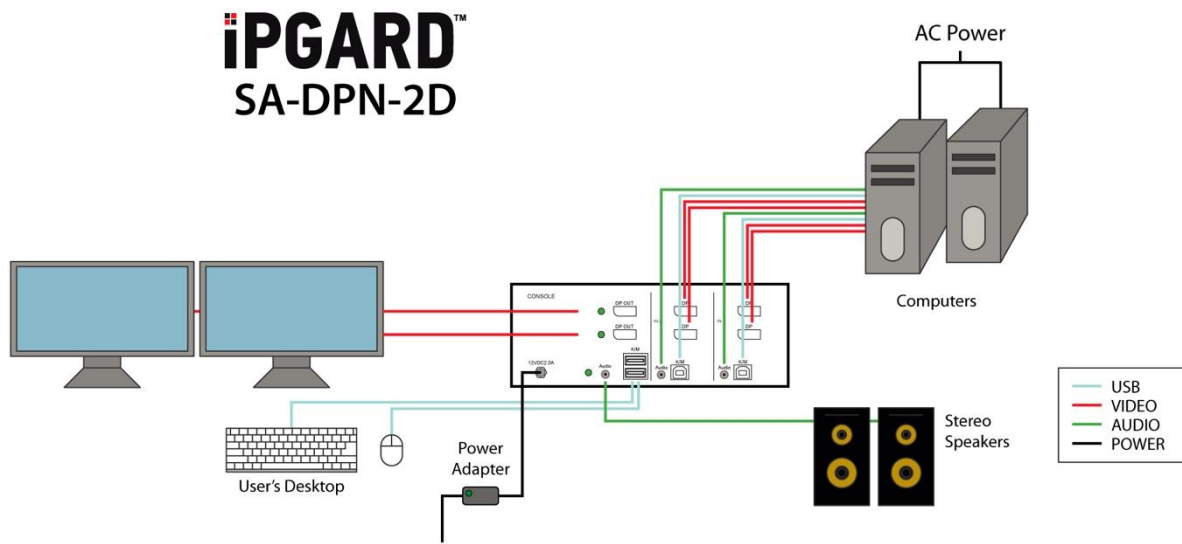 iPGARD™
SA-DPN-2D
AC Power
Computers
CONSOLE
DP OUT
DP
DP
DP OUT
DP
DP
K/M
12VDC2.0A
Audio
Audio
K/M
Audio
K/M
USB
VIDEO
AUDIO
POWER
Stereo
Speakers
Power
Adapter
User's Desktop